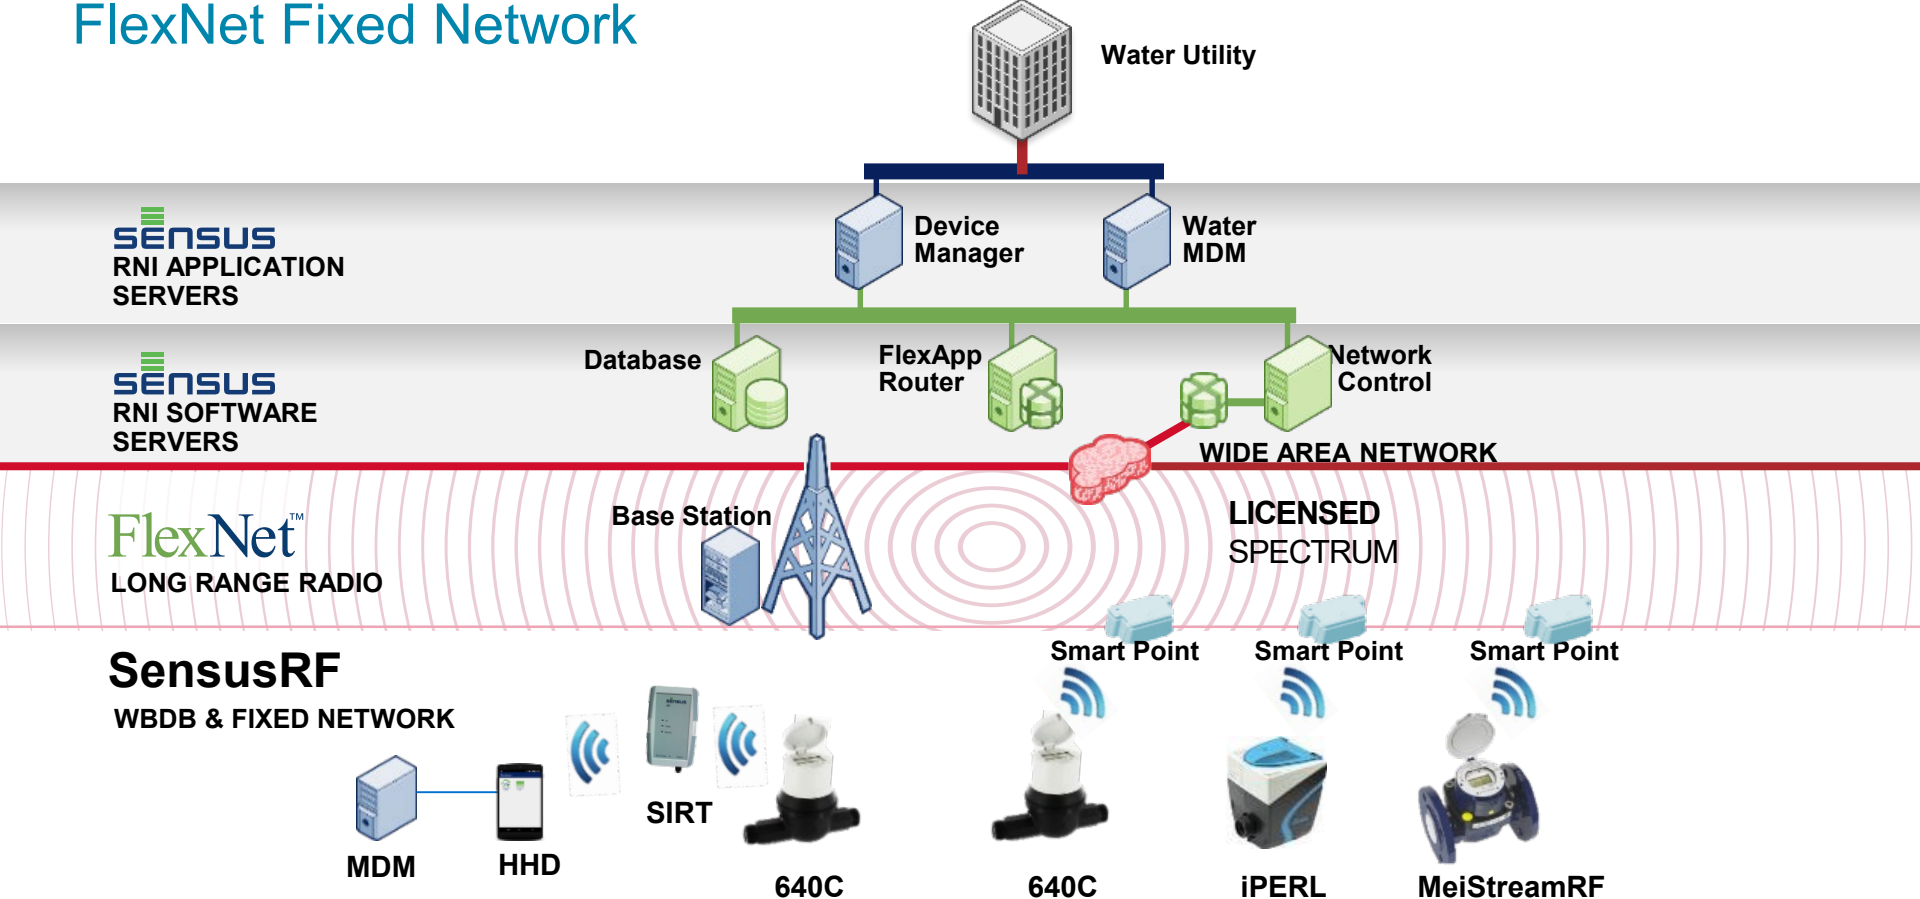 FlexNet Fixed Network
Water Utility
sensus
RNI APPLICATION
SERVERS
Device
Manager
Water
MDM
sensus
RNI SOFTWARE
SERVERS
Database
FlexApp
Router
Network
Control
WIDE AREA NETWORK
FlexNet™
LONG RANGE RADIO
Base Station
LICENSED
SPECTRUM
Smart Point
Smart Point
Smart Point
SensusRF
WBDB & FIXED NETWORK
sensus
SIRT
MDM
HHD
640C
640C
iPERL
MeiStreamRF